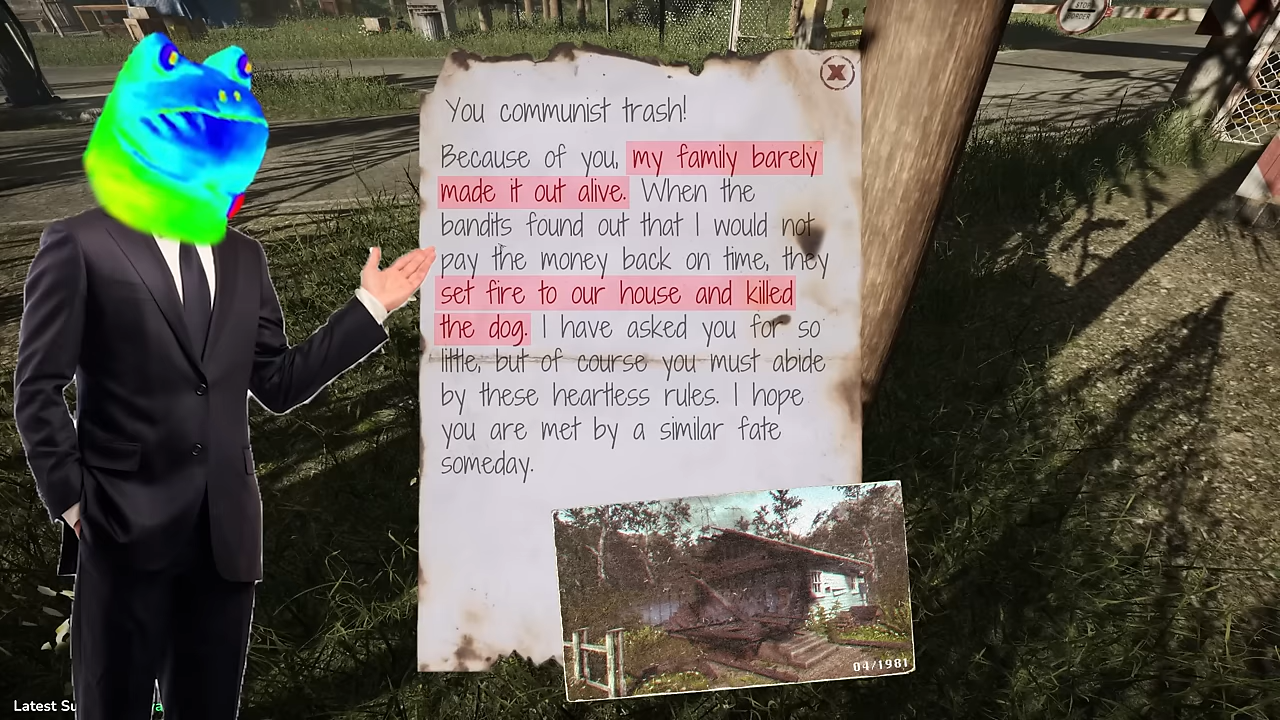 STOP
BORDER
X
You communist trash!
Because of you, my family barely
made it out alive. When the
bandits found out that I would not
pay the money back on time, they
set fire to our house and killed
the dog. I have asked you for so
little, but of course you must abide
by these heartless rules. I hope
you are met by a similar fate
someday.
04/1981
Latest Su